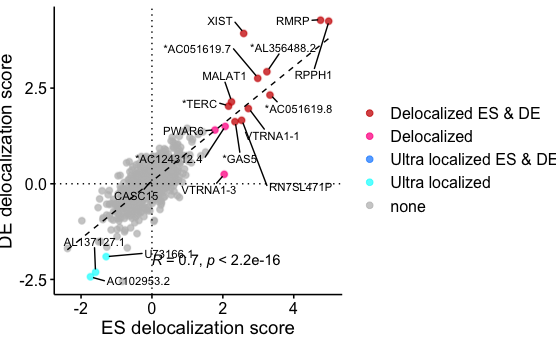 XIST
RMRP
*AC051619.7
*AL356488.2
MALAT1
RPPH1
*TERC
*AC051619.8
PWAR6
VTRNA1-1
*AC124312.4
*GAS5
CASC15
VTRNA1-3
RN7SL471P
AL137127.1
U73166.1
R = 0.7, p < 2.2e-16
AC102953.2
2.5
0.0
-2.5
-2 0 2 4
ES delocalization score
DE delocalization score
Delocalized ES & DE
Delocalized
Ultra localized ES & DE
Ultra localized
none